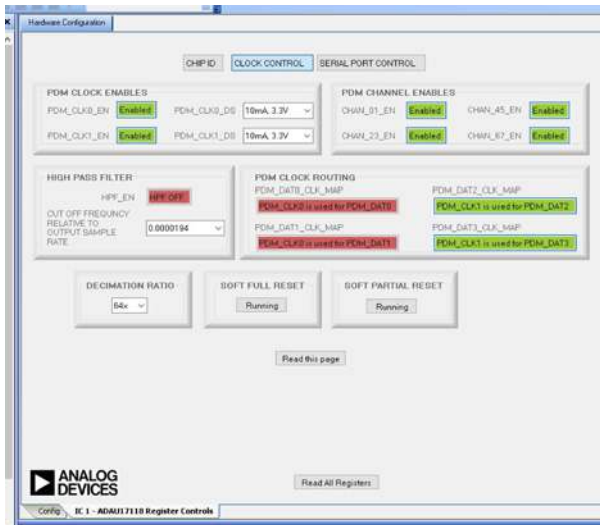 Hardware Configuration
CHIP ID CLOCK CONTROL SERIAL PORT CONTROL
PDM CLOCK ENABLES
PDM_CLK0_EN Enabled PDM_CLK0_DS 10mA, 3.3V
PDM_CLK1_EN Enabled PDM_CLK1_DS 10mA, 3.3V
PDM CHANNEL ENABLES
CHAN_01_EN Enabled CHAN_45_EN Enabled
CHAN_23_EN Enabled CHAN_67_EN Enabled
HIGH PASS FILTER
HPF_EN HPF OFF
CUT OFF FREQUNCY
RELATIVE TO
OUTPUT SAMPLE
RATE
0.0000194
PDM CLOCK ROUTING
PDM_DAT0_CLK_MAP PDM_DAT2_CLK_MAP
PDM_CLK0 is used for PDM_DAT0 PDM_CLK1 is used for PDM_DAT2
PDM_DAT1_CLK_MAP PDM_DAT3_CLK_MAP
PDM_CLK0 is used for PDM_DAT1 PDM_CLK1 is used for PDM_DAT3
DECIMATION RATIO
64x
SOFT FULL RESET
Running
SOFT PARTIAL RESET
Running
Read this page
ANALOG
DEVICES
Read All Registers
Config IC 1 - ADAU17118 Register Controls